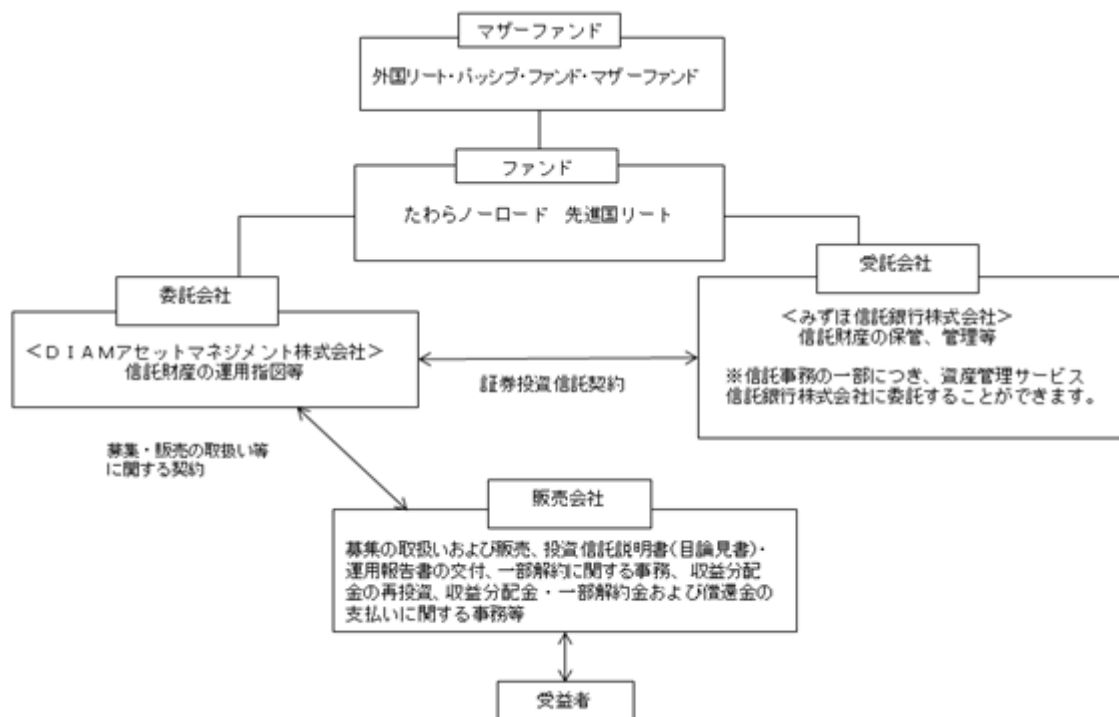 マザーファンド
外国リート・パッシブ・ファンド・マザーファンド
ファンド
たわらノーロード　先進国リート
委託会社
＜ＤＩＡＭアセットマネジメント株式会社＞
信託財産の運用指図等
証券投資信託契約
受託会社
＜みずほ信託銀行株式会社＞
信託財産の保管、管理等
※信託事務の一部につき、資産管理サービス
信託銀行株式会社に委託することができます。
募集・販売の取扱い等
に関する契約
販売会社
募集の取扱いおよび販売、投資信託説明書（目論見書）・
運用報告書の交付、一部解約に関する事務、収益分配
金の再投資、収益分配金・一部解約金および償還金の
支払いに関する事務等
受益者